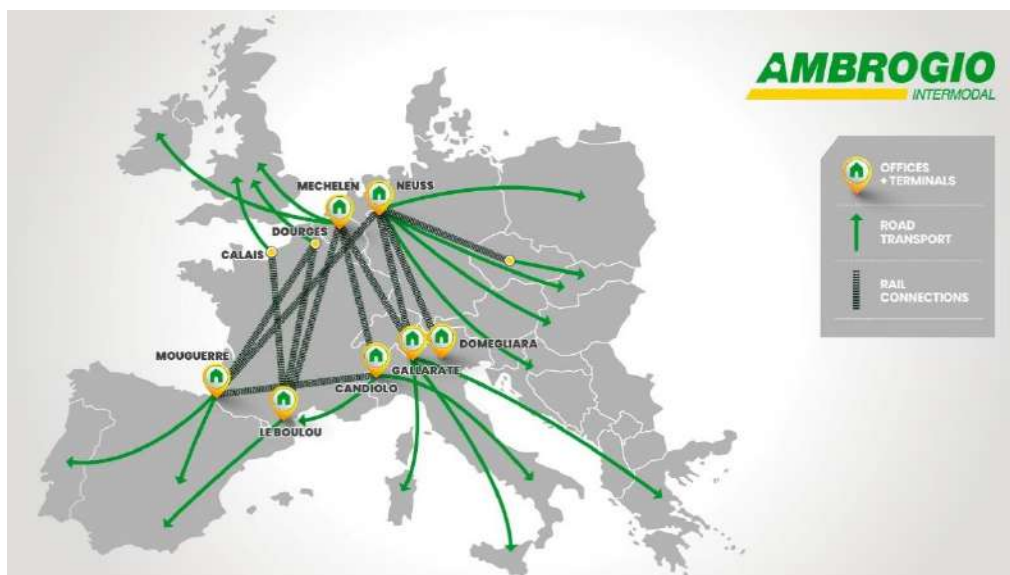 AMBROGIO
INTERMODAL
OFFICES
+ TERMINALS
ROAD
TRANSPORT
RAIL
CONNECTIONS
MECHELEN
NEUSS
DOURGES
CALAIS
MOUGUERRE
DOMEGLIARA
GALLARATE
CANDIOLO
LE BOULOU